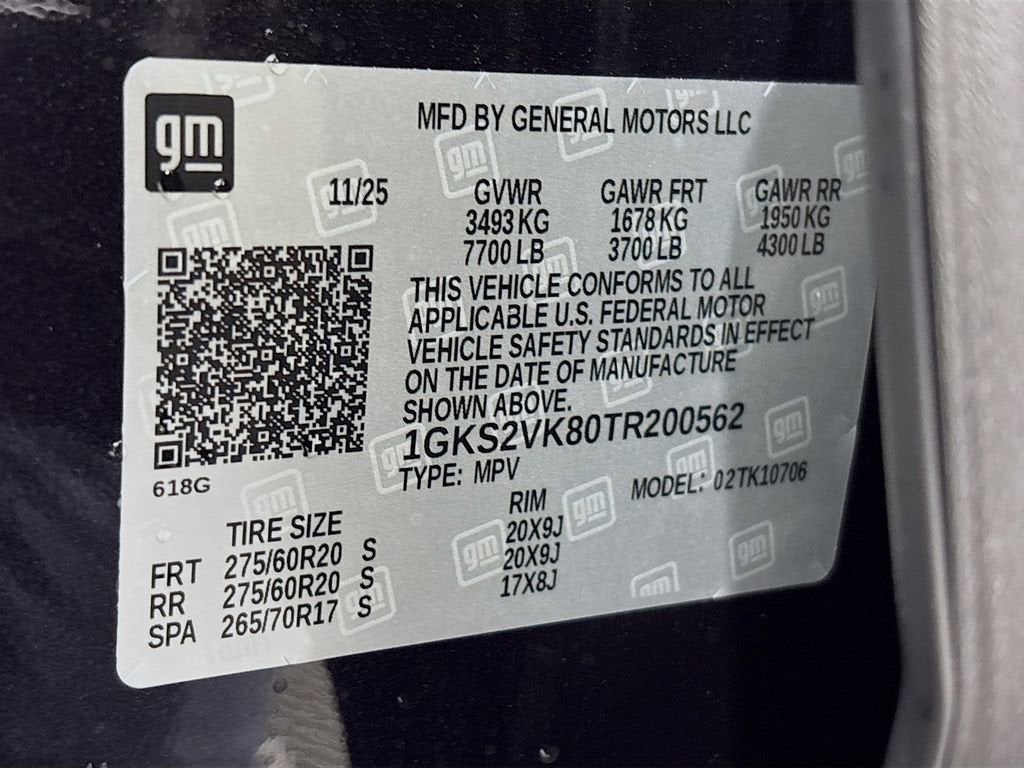 gm
MFD BY GENERAL MOTORS LLC
11/25 GVWR GAWR FRT GAWR RR
3493 KG 1678 KG 1950 KG
7700 LB 3700 LB 4300 LB
THIS VEHICLE CONFORMS TO ALL
APPLICABLE U.S. FEDERAL MOTOR
VEHICLE SAFETY STANDARDS IN EFFECT
ON THE DATE OF MANUFACTURE
SHOWN ABOVE.
1GKS2VK80TR200562
TYPE: MPV MODEL: 02TK10706
618G
TIRE SIZE RIM
FRT 275/60R20 S 20X9J
RR 275/60R20 S 20X9J
SPA 265/70R17 S 17X8J